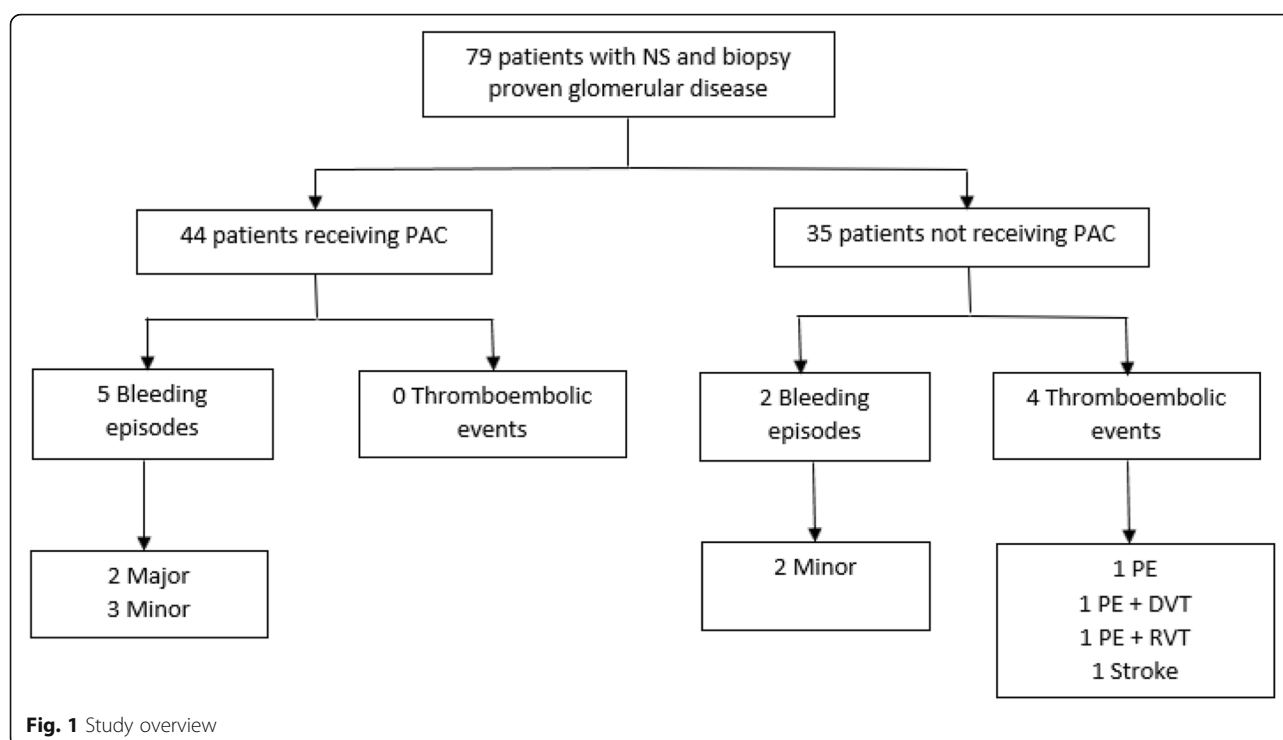 79 patients with NS and biopsy
proven glomerular disease
44 patients receiving PAC
35 patients not receiving PAC
5 Bleeding
episodes
0 Thromboembolic
events
2 Bleeding
episodes
4 Thromboembolic
events
2 Major
3 Minor
2 Minor
1 PE
1 PE + DVT
1 PE + RVT
1 Stroke
Fig. 1 Study overview